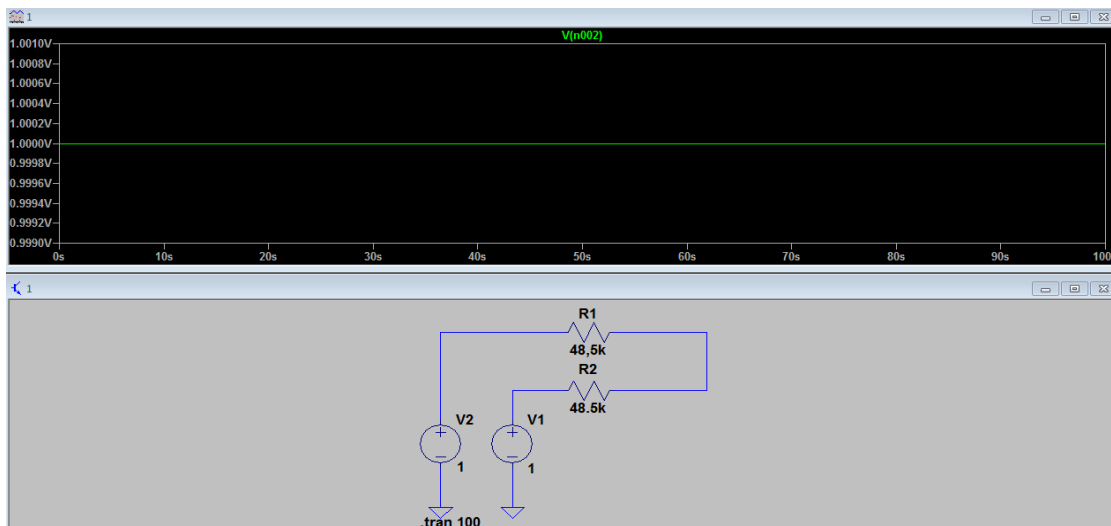 1
V(n002)
1.0010V
1.0008V
1.0006V
1.0004V
1.0002V
1.0000V
0.9998V
0.9996V
0.9994V
0.9992V
0.9990V
0s 10s 20s 30s 40s 50s 60s 70s 80s 90s 100
1
R1
48,5k
R2
48.5k
V2 V1
1 1
.tran 100